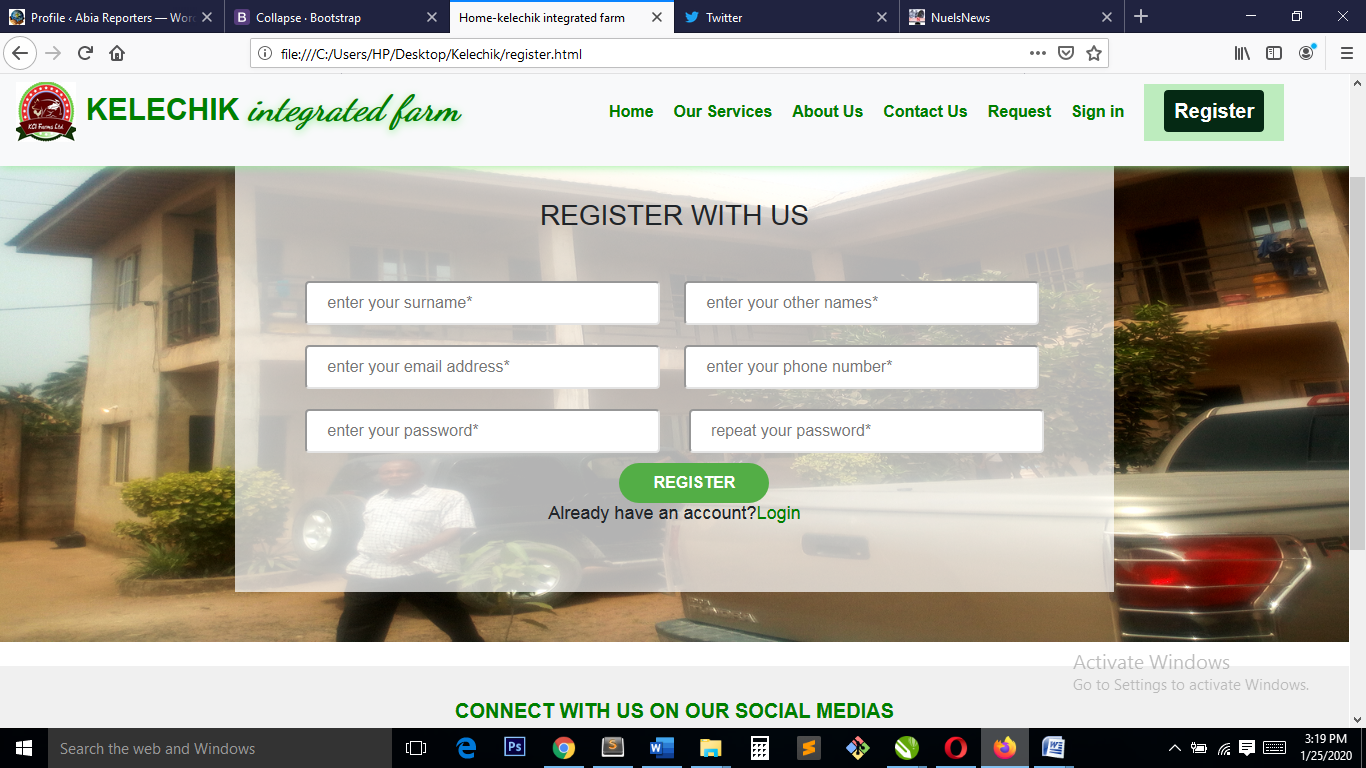 Profile ‹ Abia Reporters — Wor
Collapse · Bootstrap
Home-kelechik integrated farm
Twitter
NuelsNews
file:///C:/Users/HP/Desktop/Kelechik/register.html
KCI Farms Ltd.
KELECHIK integrated farm
Home Our Services About Us Contact Us Request Sign in Register
REGISTER WITH US
enter your surname* enter your other names*
enter your email address* enter your phone number*
enter your password* repeat your password*
REGISTER
Already have an account?Login
Activate Windows
Go to Settings to activate Windows.
CONNECT WITH US ON OUR SOCIAL MEDIAS
Search the web and Windows
3:19 PM
1/25/2020